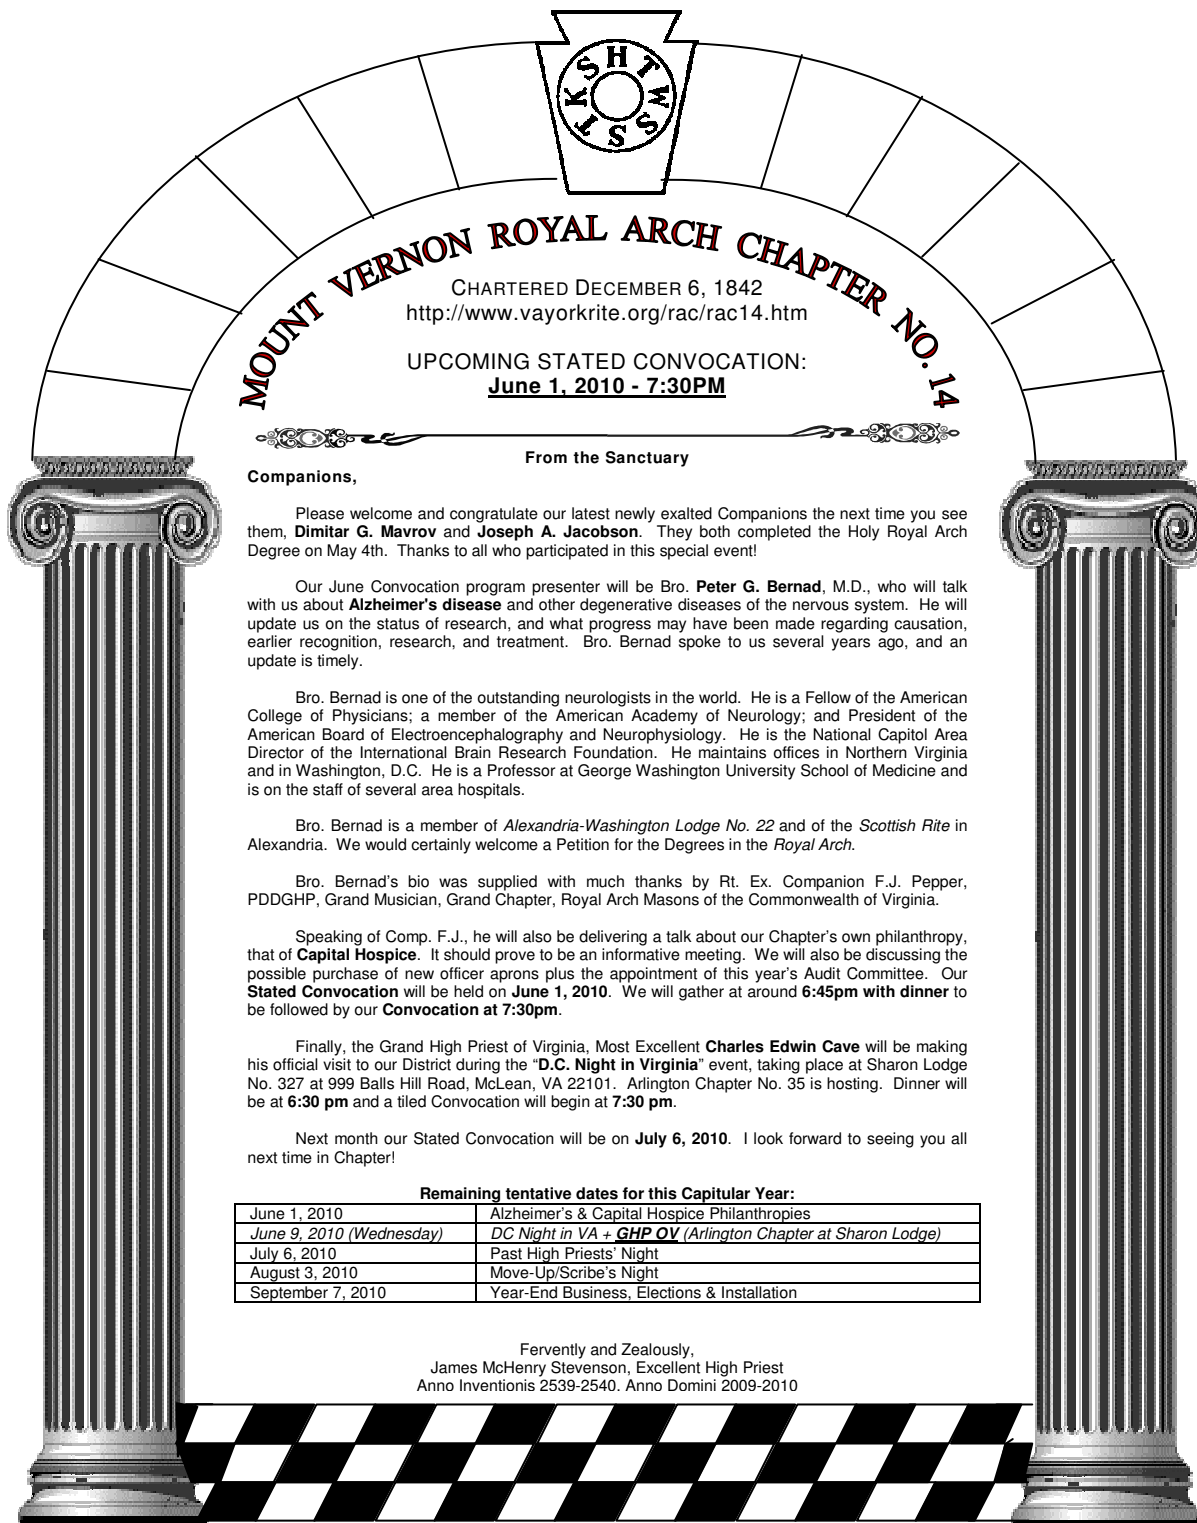 H T W S S T K S
MOUNT VERNON ROYAL ARCH CHAPTER NO. 14
CHARTERED DECEMBER 6, 1842
http://www.vayorkrite.org/rac/rac14.htm
UPCOMING STATED CONVOCATION:
June 1, 2010 - 7:30PM
From the Sanctuary
Companions,
Please welcome and congratulate our latest newly exalted Companions the next time you see
them, Dimitar G. Mavrov and Joseph A. Jacobson. They both completed the Holy Royal Arch
Degree on May 4th. Thanks to all who participated in this special event!
Our June Convocation program presenter will be Bro. Peter G. Bernad, M.D., who will talk
with us about Alzheimer's disease and other degenerative diseases of the nervous system. He will
update us on the status of research, and what progress may have been made regarding causation,
earlier recognition, research, and treatment. Bro. Bernad spoke to us several years ago, and an
update is timely.
Bro. Bernad is one of the outstanding neurologists in the world. He is a Fellow of the American
College of Physicians; a member of the American Academy of Neurology; and President of the
American Board of Electroencephalography and Neurophysiology. He is the National Capitol Area
Director of the International Brain Research Foundation. He maintains offices in Northern Virginia
and in Washington, D.C. He is a Professor at George Washington University School of Medicine and
is on the staff of several area hospitals.
Bro. Bernad is a member of Alexandria-Washington Lodge No. 22 and of the Scottish Rite in
Alexandria. We would certainly welcome a Petition for the Degrees in the Royal Arch.
Bro. Bernad’s bio was supplied with much thanks by Rt. Ex. Companion F.J. Pepper,
PDDGHP, Grand Musician, Grand Chapter, Royal Arch Masons of the Commonwealth of Virginia.
Speaking of Comp. F.J., he will also be delivering a talk about our Chapter’s own philanthropy,
that of Capital Hospice. It should prove to be an informative meeting. We will also be discussing the
possible purchase of new officer aprons plus the appointment of this year’s Audit Committee. Our
Stated Convocation will be held on June 1, 2010. We will gather at around 6:45pm with dinner to
be followed by our Convocation at 7:30pm.
Finally, the Grand High Priest of Virginia, Most Excellent Charles Edwin Cave will be making
his official visit to our District during the “D.C. Night in Virginia” event, taking place at Sharon Lodge
No. 327 at 999 Balls Hill Road, McLean, VA 22101. Arlington Chapter No. 35 is hosting. Dinner will
be at 6:30 pm and a tiled Convocation will begin at 7:30 pm.
Next month our Stated Convocation will be on July 6, 2010. I look forward to seeing you all
next time in Chapter!
Remaining tentative dates for this Capitular Year:
June 1, 2010 Alzheimer’s & Capital Hospice Philanthropies
June 9, 2010 (Wednesday) DC Night in VA + GHP OV (Arlington Chapter at Sharon Lodge)
July 6, 2010 Past High Priests’ Night
August 3, 2010 Move-Up/Scribe’s Night
September 7, 2010 Year-End Business, Elections & Installation
Fervently and Zealously,
James McHenry Stevenson, Excellent High Priest
Anno Inventionis 2539-2540. Anno Domini 2009-2010